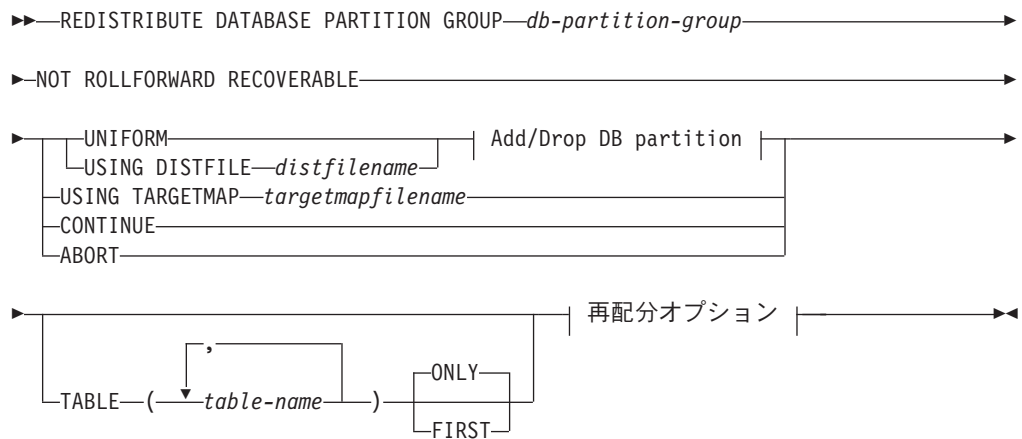 REDISTRIBUTE DATABASE PARTITION GROUP db-partition-group
NOT ROLLFORWARD RECOVERABLE
UNIFORM Add/Drop DB partition
USING DISTFILE distfilename
USING TARGETMAP targetmapfilename
CONTINUE
ABORT
再配分オプション
,
ONLY
TABLE ( table-name )
FIRST